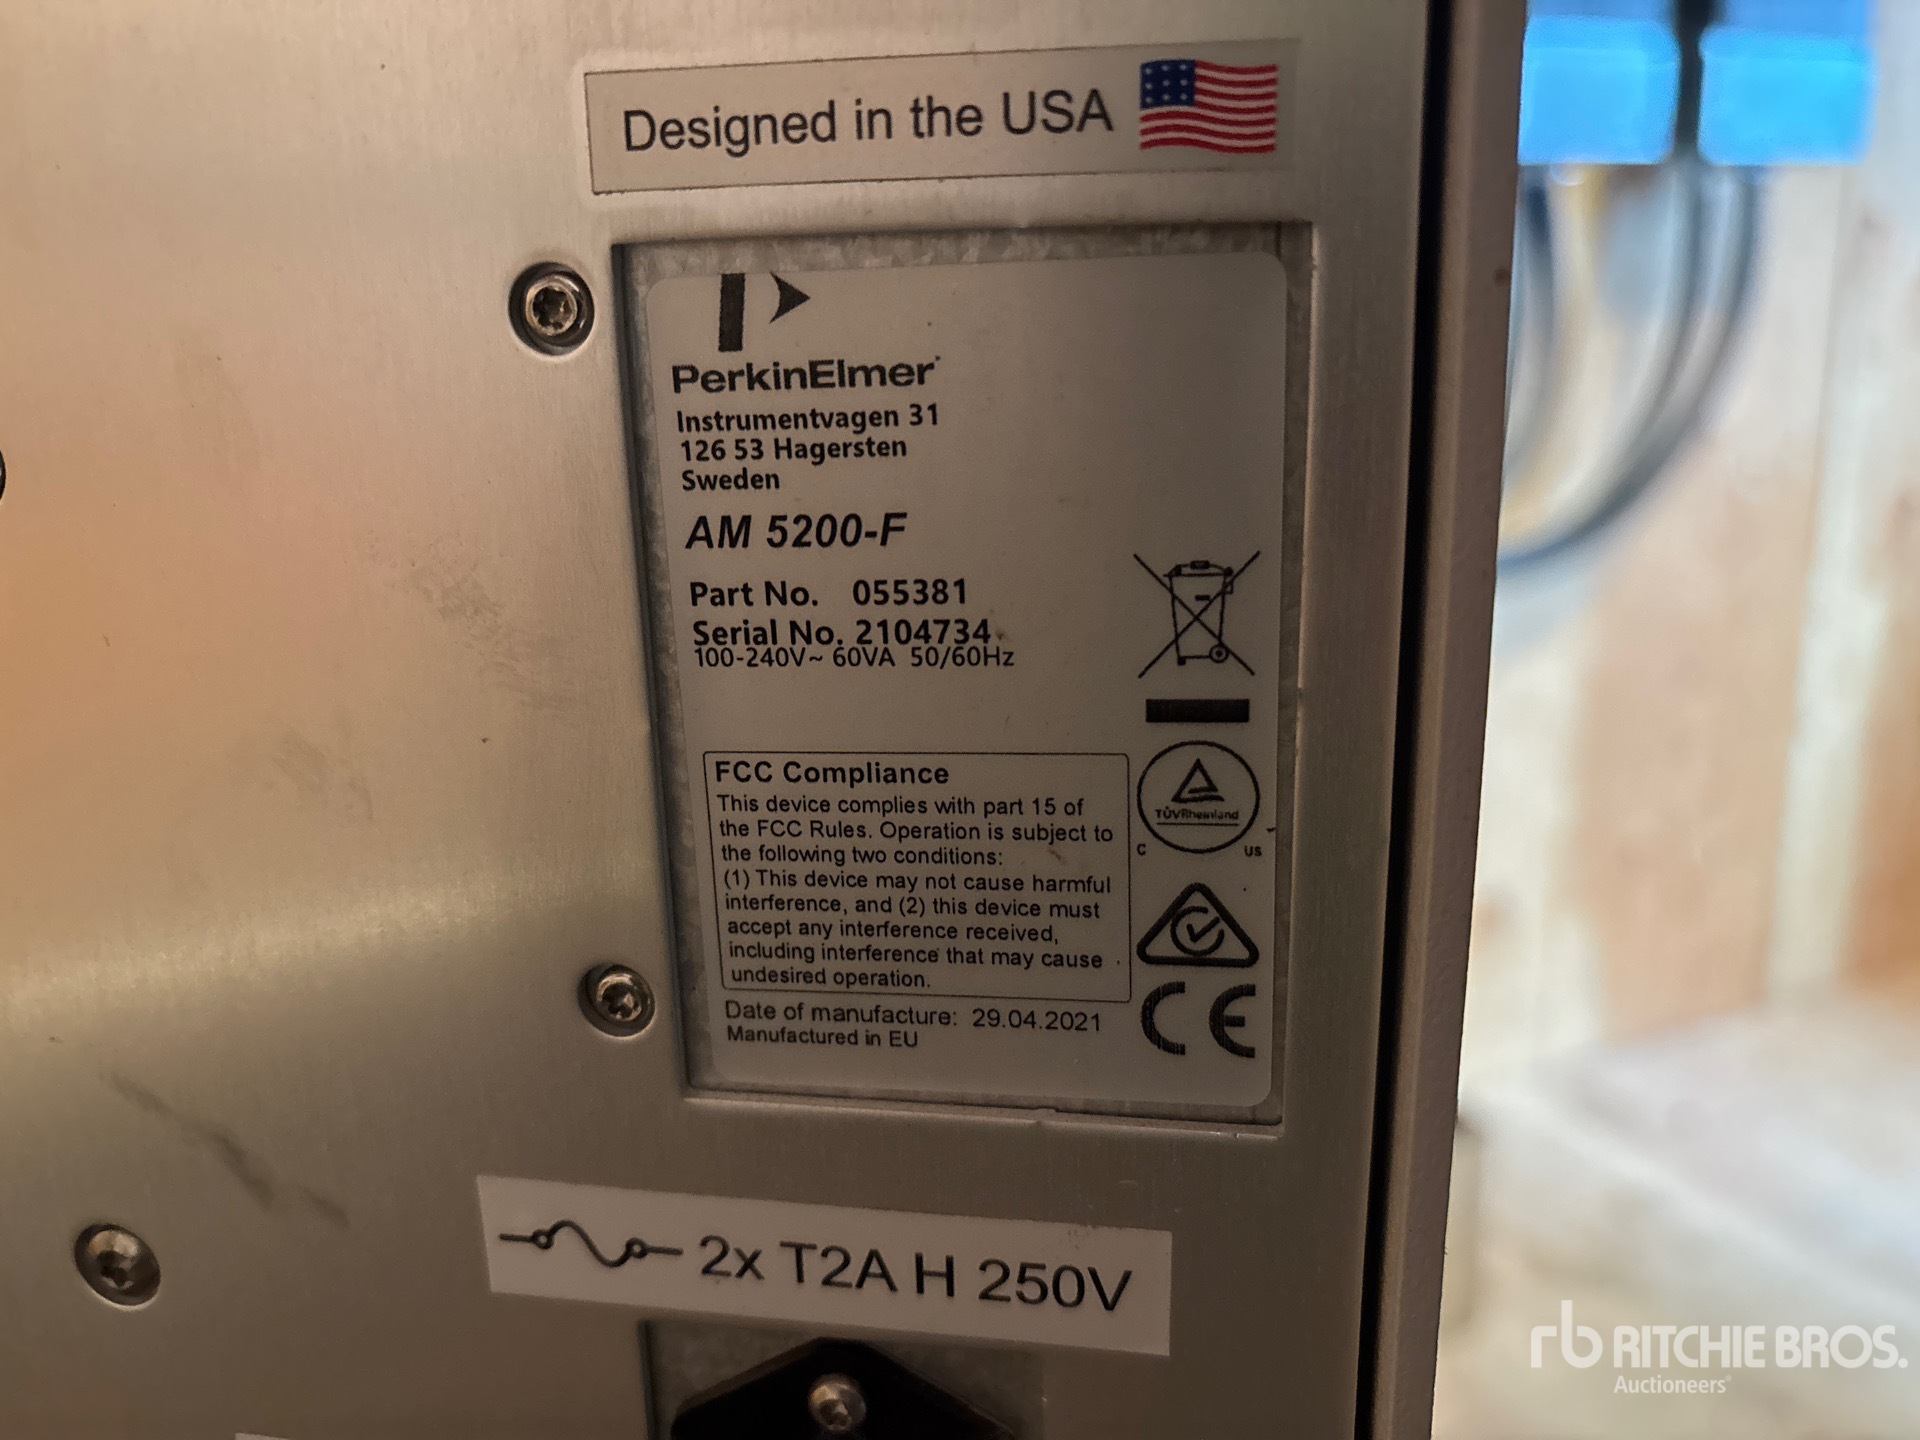 Designed in the USA
PerkinElmer
Instrumentvagen 31
126 53 Hagersten
Sweden
AM 5200-F
Part No. 055381
Serial No. 2104734
100-240V~ 60VA 50/60Hz
FCC Compliance
This device complies with part 15 of
the FCC Rules. Operation is subject to
the following two conditions:
(1) This device may not cause harmful
interference, and (2) this device must
accept any interference received,
including interference that may cause
undesired operation.
TÜVRheinland
C US
CE
Date of manufacture: 29.04.2021
Manufactured in EU
2x T2A H 250V
rb RITCHIE BROS.
Auctioneers